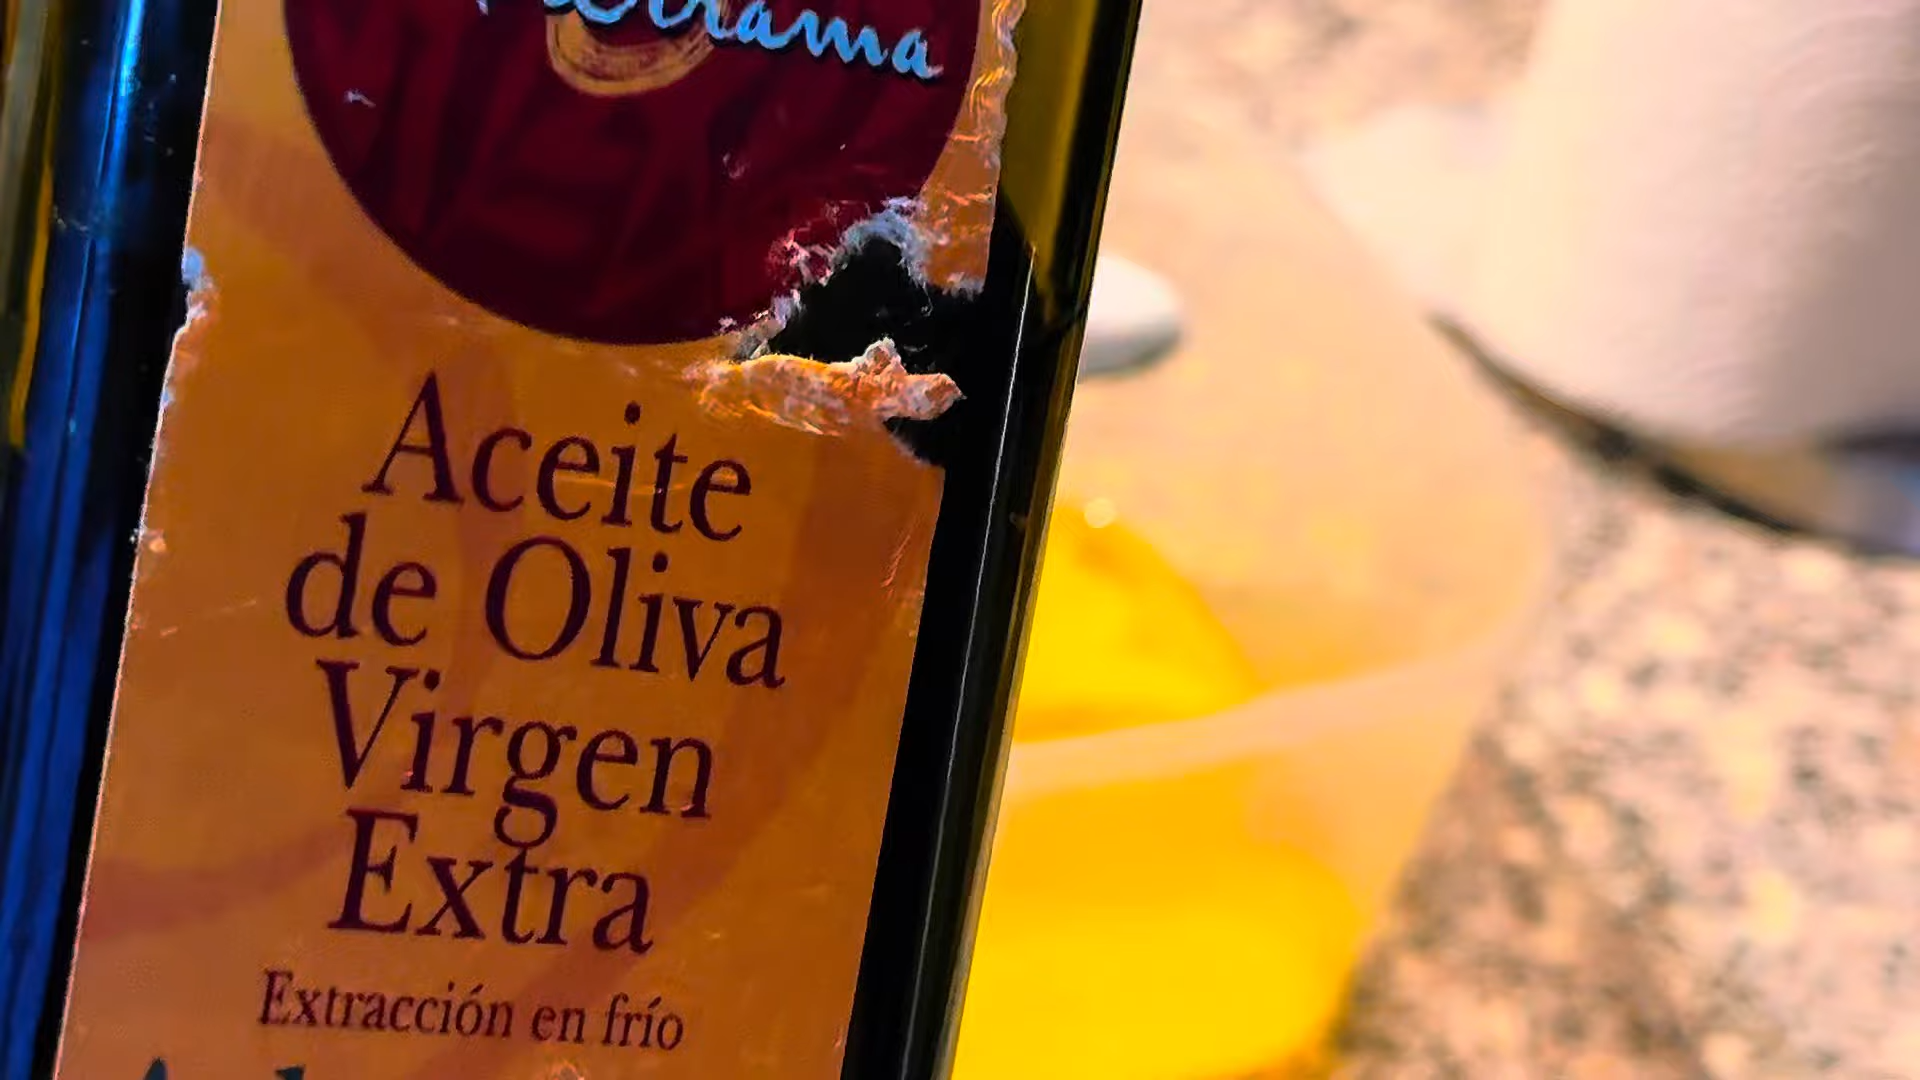 Aceite
de Oliva
Virgen
Extra
Extracción en frío